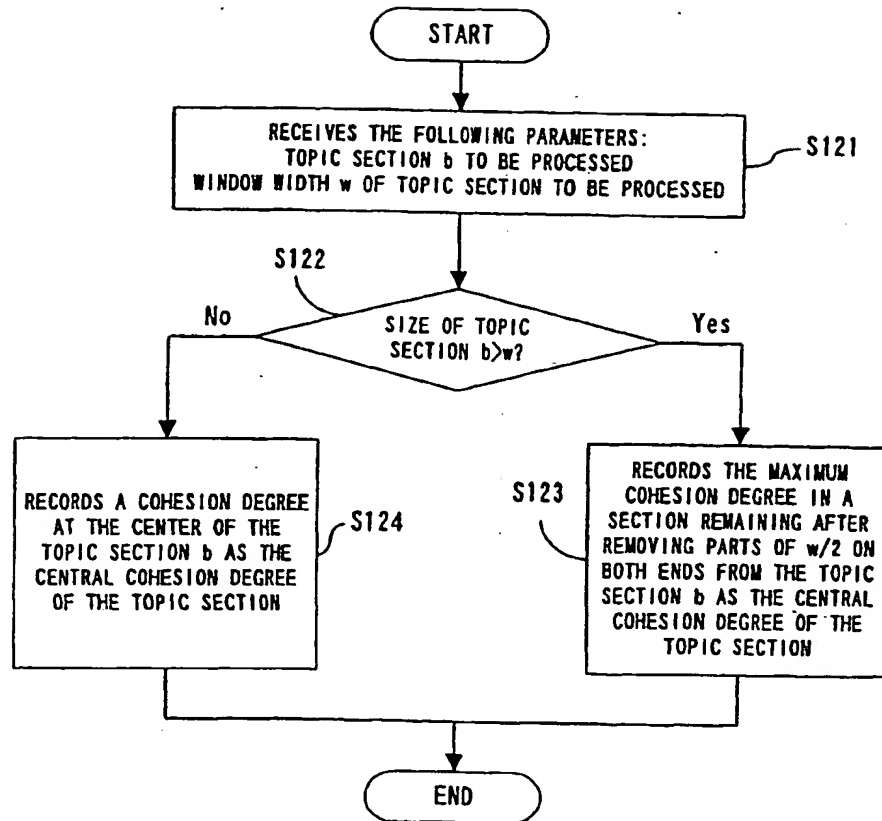 START
RECEIVES THE FOLLOWING PARAMETERS:
TOPIC SECTION b TO BE PROCESSED
WINDOW WIDTH w OF TOPIC SECTION TO BE PROCESSED
S121
S122
SIZE OF TOPIC
SECTION b>w?
No
Yes
RECORDS A COHESION DEGREE
AT THE CENTER OF THE
TOPIC SECTION b AS THE
CENTRAL COHESION DEGREE
OF THE TOPIC SECTION
S124
S123
RECORDS THE MAXIMUM
COHESION DEGREE IN A
SECTION REMAINING AFTER
REMOVING PARTS OF w/2 ON
BOTH ENDS FROM THE TOPIC
SECTION b AS THE CENTRAL
COHESION DEGREE OF THE
TOPIC SECTION
END